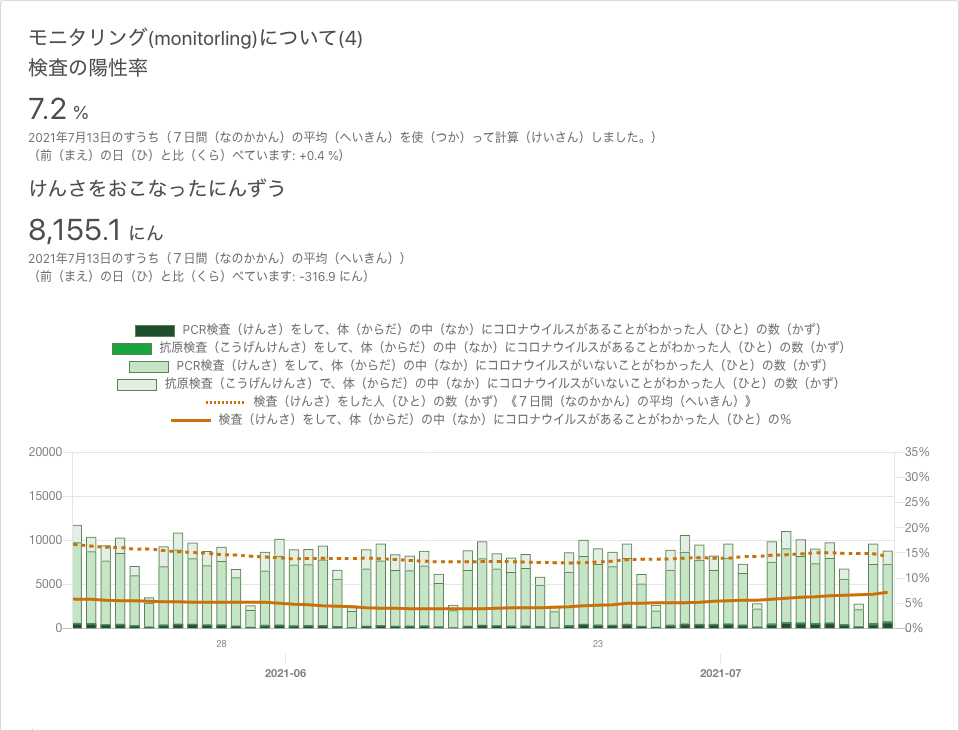 モニタリング(monitorling)について(4)
検査の陽性率
7.2 %
2021年7月13日のすうち（７日間（なのかかん）の平均（へいきん）を使（つか）って計算（けいさん）しました。）
（前（まえ）の日（ひ）と比（くら）べています: +0.4 %）
けんさをおこなったにんずう
8,155.1 にん
2021年7月13日のすうち（７日間（なのかかん）の平均（へいきん））
（前（まえ）の日（ひ）と比（くら）べています: -316.9 にん）
PCR検査（けんさ）をして、体（からだ）の中（なか）にコロナウイルスがあることがわかった人（ひと）の数（かず）
抗原検査（こうげんけんさ）をして、体（からだ）の中（なか）にコロナウイルスがあることがわかった人（ひと）の数（かず）
PCR検査（けんさ）をして、体（からだ）の中（なか）にコロナウイルスがいないことがわかった人（ひと）の数（かず）
抗原検査（こうげんけんさ）で、体（からだ）の中（なか）にコロナウイルスがいないことがわかった人（ひと）の数（かず）
検査（けんさ）をした人（ひと）の数（かず）《７日間（なのかかん）の平均（へいきん）》
検査（けんさ）をして、体（からだ）の中（なか）にコロナウイルスがあることがわかった人（ひと）の%
20000
15000
10000
5000
0
35%
30%
25%
20%
15%
10%
5%
0%
28
23
2021-06
2021-07